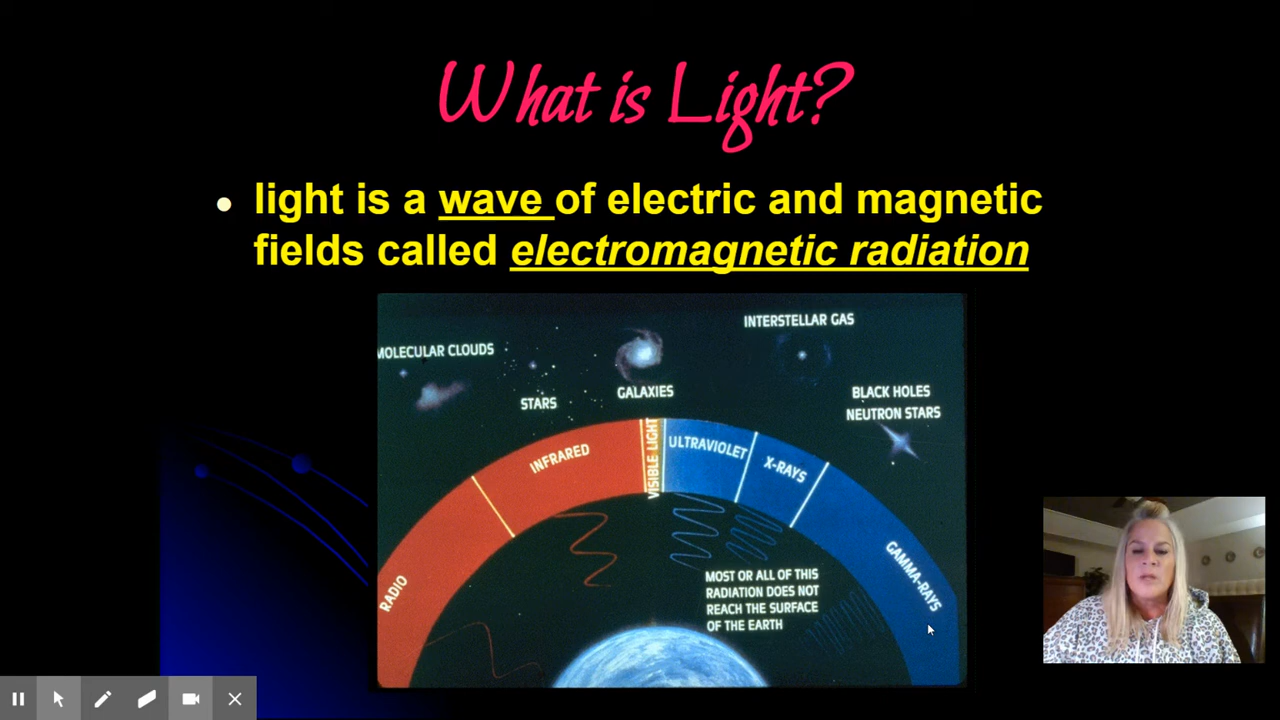 What is Light?
• light is a wave of electric and magnetic
fields called electromagnetic radiation
INTERSTELLAR GAS
MOLECULAR CLOUDS
GALAXIES
STARS
BLACK HOLES
NEUTRON STARS
RADIO
INFRARED
VISIBLE LIGHT
ULTRAVIOLET
X-RAYS
GAMMA-RAYS
MOST OR ALL OF THIS
RADIATION DOES NOT
REACH THE SURFACE
OF THE EARTH